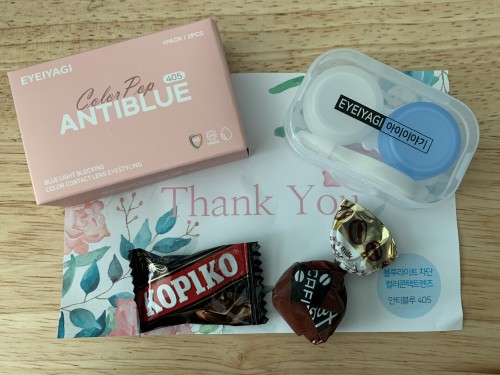 EYEIYAGI
1PACK / 2PCS
Color Pop
405
ANTIBLUE
BLUE LIGHT BLOCKING
COLOR CONTACT LENS EYESTYLING
EYEIYAGI 아이이야기
Thank You
KOPIKO
블루라이트 차단
컬러콘택트렌즈
안티블루 405